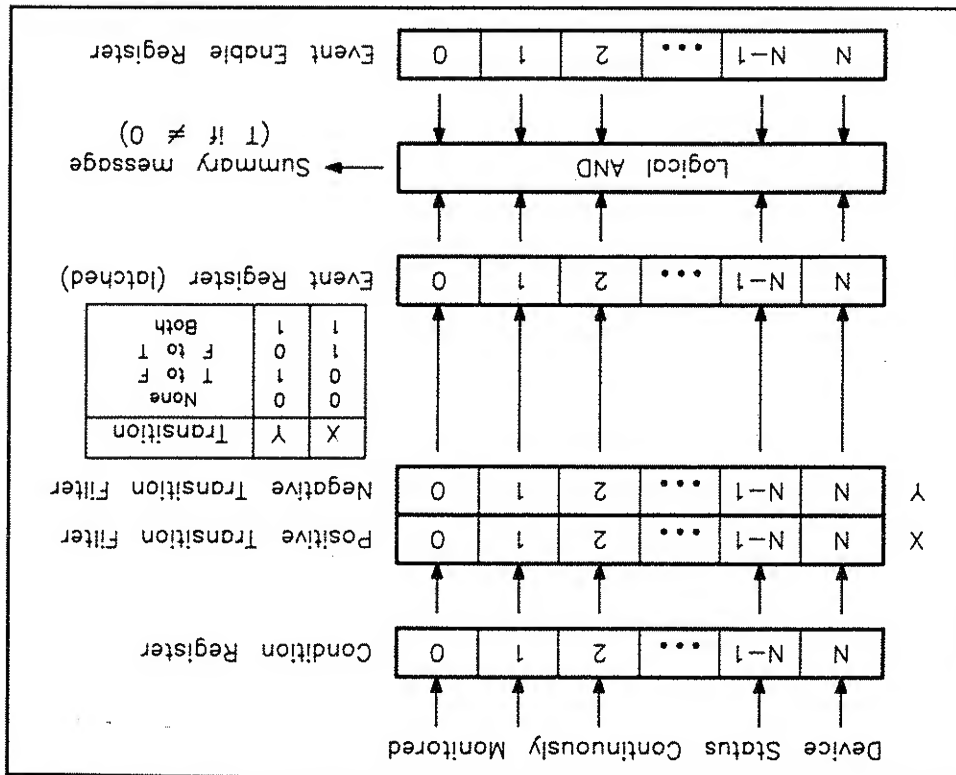 Device Status Continuously Monitored
N N-1 ••• 2 1 0 Condition Register
X N N-1 ••• 2 1 0 Positive Transition Filter
Y N N-1 ••• 2 1 0 Negative Transition Filter
X Y Transition
0 0 None
0 1 T to F
1 0 F to T
1 1 Both
N N-1 ••• 2 1 0 Event Register (latched)
Logical AND Summary message
(T if ≠ 0)
N N-1 ••• 2 1 0 Event Enable Register